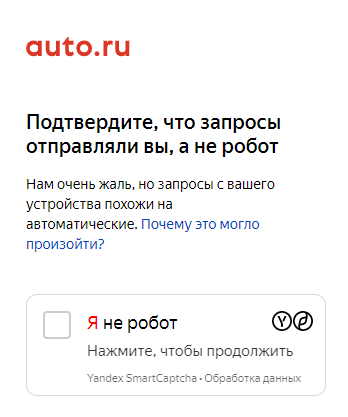 auto.ru
Подтвердите, что запросы
отправляли вы, а не робот
Нам очень жаль, но запросы с вашего
устройства похожи на
автоматические. Почему это могло
произойти?
Я не робот
Нажмите, чтобы продолжить
Yandex SmartCaptcha • Обработка данных